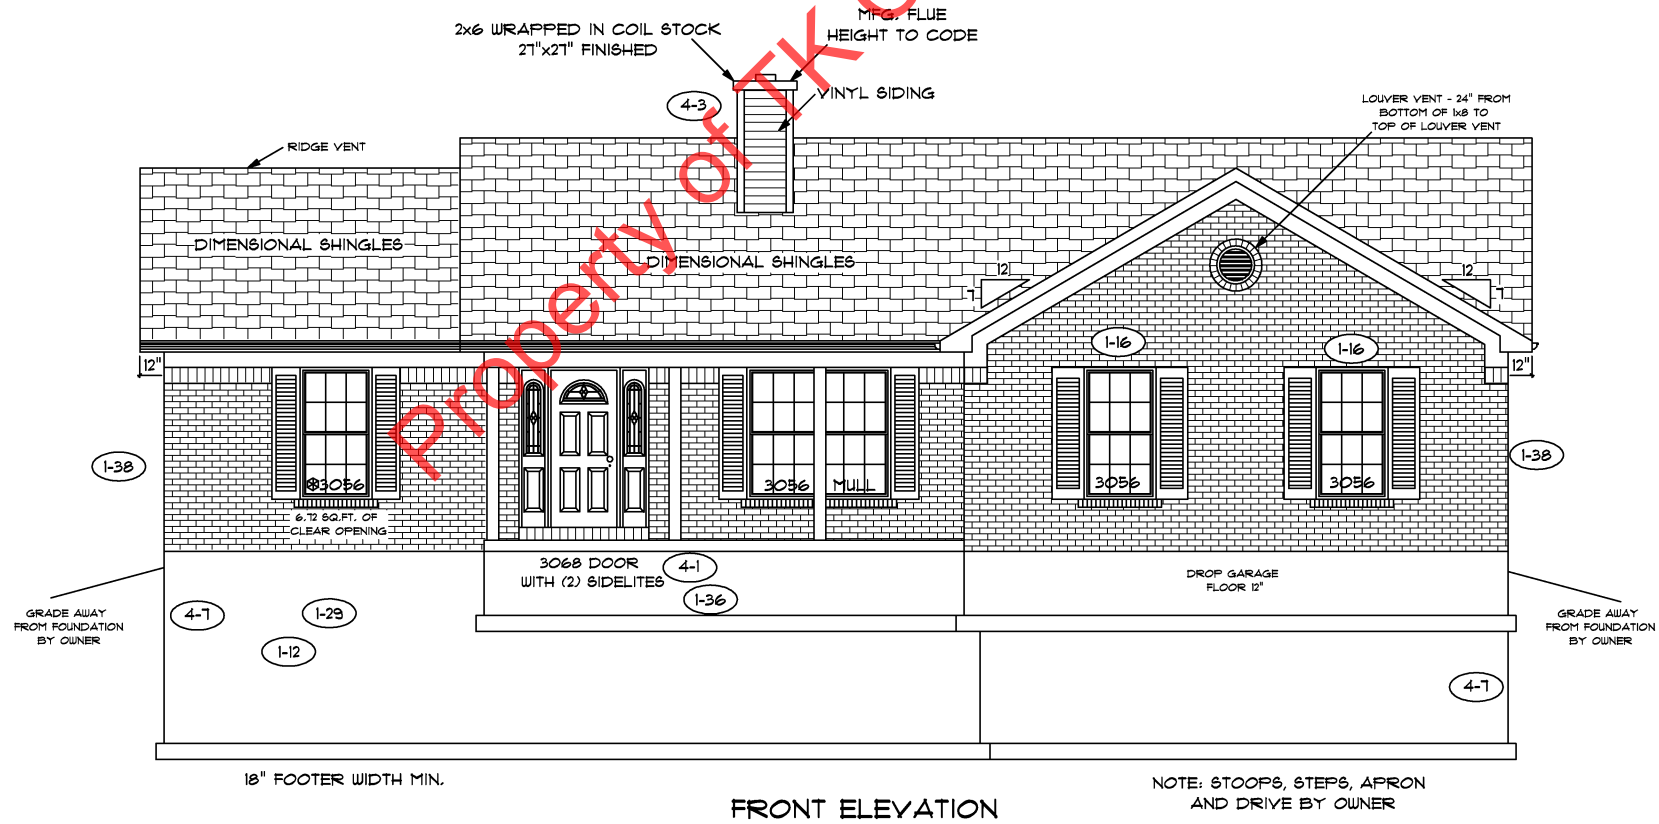 2x6 WRAPPED IN COIL STOCK
27"x27" FINISHED
MFG. FLUE
HEIGHT TO CODE
4-3
VINYL SIDING
LOUVER VENT - 24" FROM
BOTTOM OF 1x8 TO
TOP OF LOUVER VENT
RIDGE VENT
DIMENSIONAL SHINGLES
DIMENSIONAL SHINGLES
Property of TK
12
7
12
7
1-16
1-16
12"
12"
1-38
1-38
3056
3056
MULL
3056
3056
6.72 SQ.FT. OF
CLEAR OPENING
3068 DOOR
WITH (2) SIDELITES
4-1
1-36
DROP GARAGE
FLOOR 12"
GRADE AWAY
FROM FOUNDATION
BY OWNER
4-7
1-29
1-12
GRADE AWAY
FROM FOUNDATION
BY OWNER
4-7
18" FOOTER WIDTH MIN.
NOTE: STOOPS, STEPS, APRON
AND DRIVE BY OWNER
FRONT ELEVATION